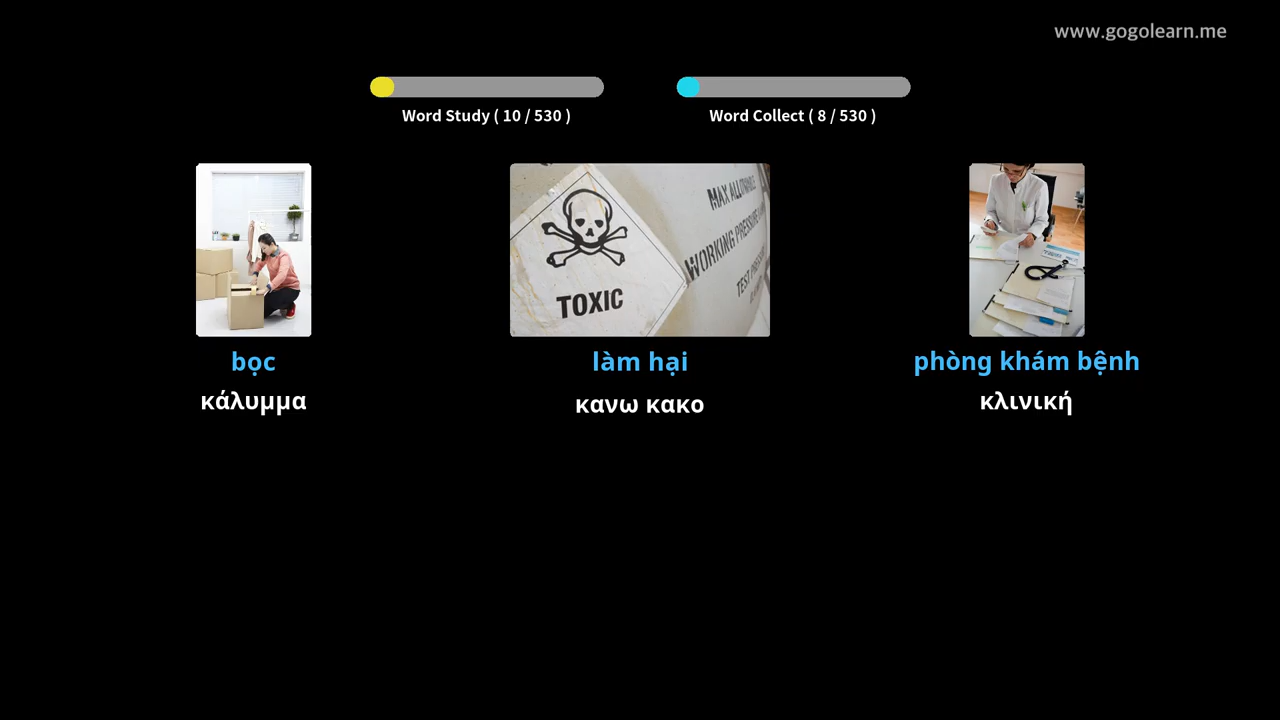 www.gogolearn.me
Word Study ( 10 / 530 )
Word Collect ( 8 / 530 )
TOXIC
MAX ALLOWABLE
WORKING PRESSURE
TEST PRESSURE
bọc
làm hại
phòng khám bệnh
κάλυμμα
κανω κακο
κλινική